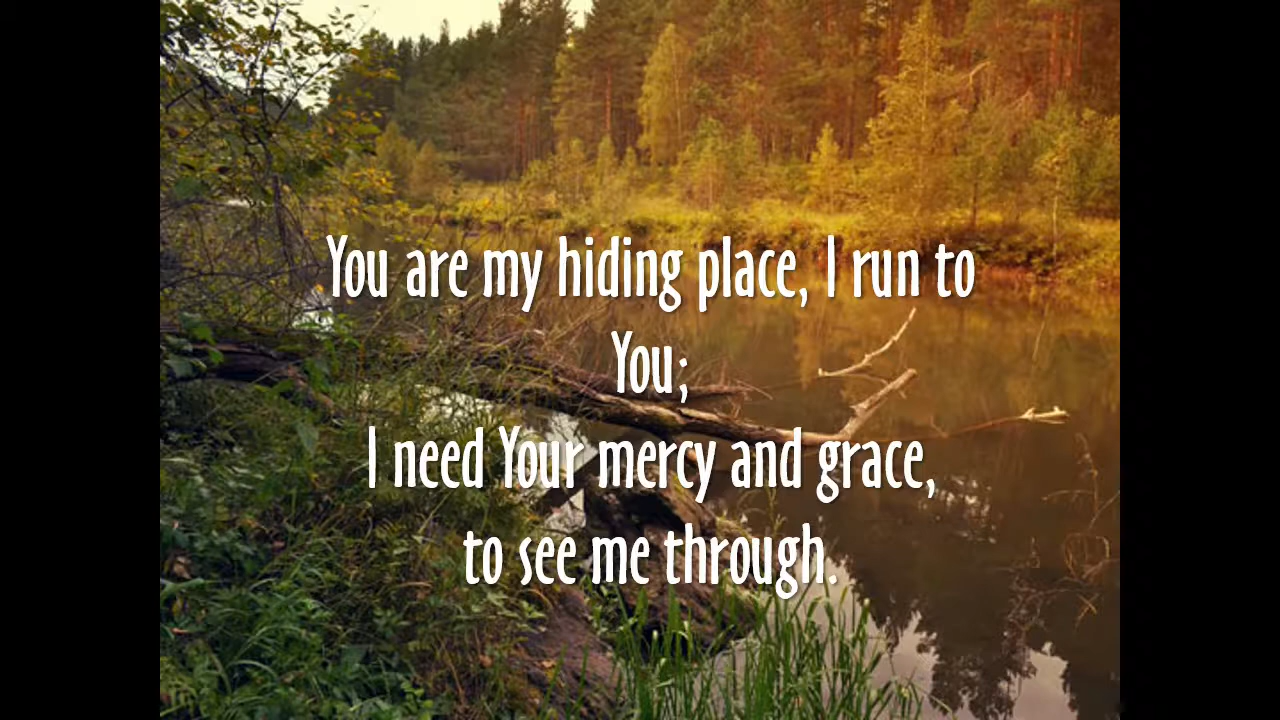 You are my hiding place, I run to
You;
I need Your mercy and grace,
to see me through.